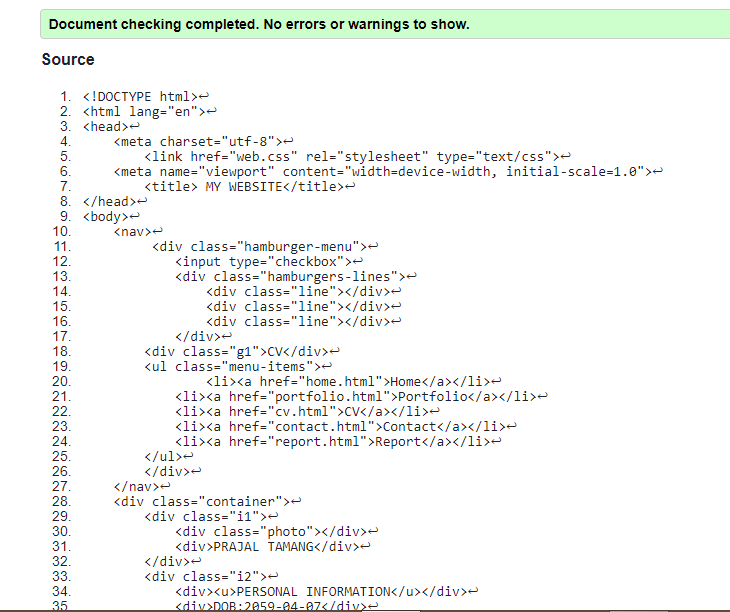 Document checking completed. No errors or warnings to show.
Source
1. <!DOCTYPE html>↩
2. <html lang="en">↩
3. <head>↩
4. <meta charset="utf-8">↩
5. <link href="web.css" rel="stylesheet" type="text/css">↩
6. <meta name="viewport" content="width=device-width, initial-scale=1.0">↩
7. <title> MY WEBSITE</title>↩
8. </head>↩
9. <body>↩
10. <nav>↩
11. <div class="hamburger-menu">↩
12. <input type="checkbox">↩
13. <div class="hamburgers-lines">↩
14. <div class="line"></div>↩
15. <div class="line"></div>↩
16. <div class="line"></div>↩
17. </div>↩
18. <div class="g1">CV</div>↩
19. <ul class="menu-items">↩
20. <li><a href="home.html">Home</a></li>↩
21. <li><a href="portfolio.html">Portfolio</a></li>↩
22. <li><a href="cv.html">CV</a></li>↩
23. <li><a href="contact.html">Contact</a></li>↩
24. <li><a href="report.html">Report</a></li>↩
25. </ul>↩
26. </div>↩
27. </nav>↩
28. <div class="container">↩
29. <div class="i1">↩
30. <div class="photo"></div>↩
31. <div>PRAJAL TAMANG</div>↩
32. </div>↩
33. <div class="i2">↩
34. <div><u>PERSONAL INFORMATION</u></div>↩
35. <div>DOB:2059-04-07</div>↩